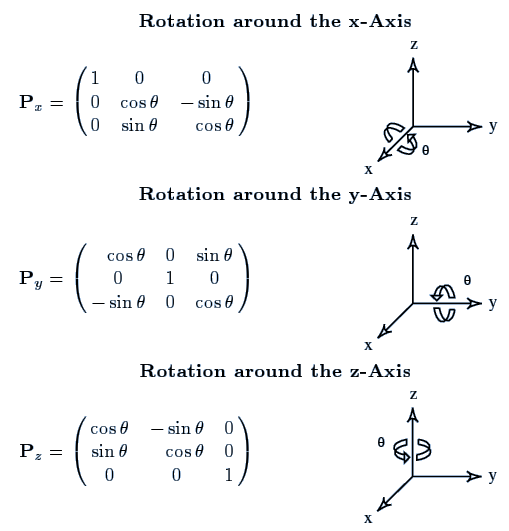 Rotation around the x-Axis
z
P_x = ( 1 0 0
0 cos θ − sin θ
0 sin θ cos θ )
y
θ
x
Rotation around the y-Axis
z
P_y = ( cos θ 0 sin θ
0 1 0
− sin θ 0 cos θ )
θ
y
x
Rotation around the z-Axis
z
P_z = ( cos θ − sin θ 0
sin θ cos θ 0
0 0 1 )
θ
y
x